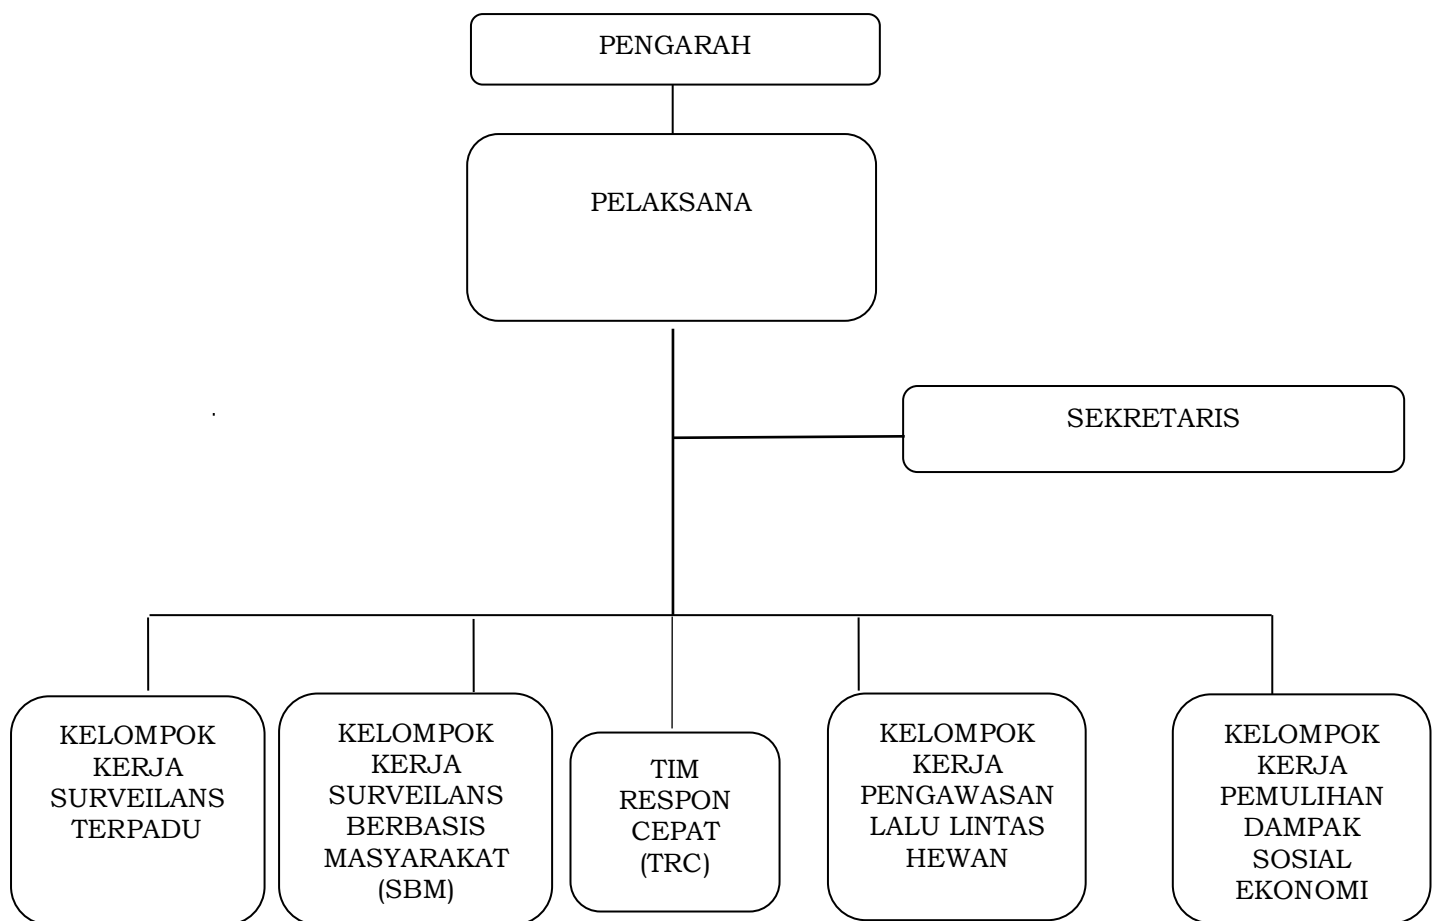 PENGARAH
PELAKSANA
SEKRETARIS
KELOMPOK
KERJA
SURVEILANS
TERPADU
KELOMPOK
KERJA
SURVEILANS
BERBASIS
MASYARAKAT
(SBM)
TIM
RESPON
CEPAT
(TRC)
KELOMPOK
KERJA
PENGAWASAN
LALU LINTAS
HEWAN
KELOMPOK
KERJA
PEMULIHAN
DAMPAK
SOSIAL
EKONOMI